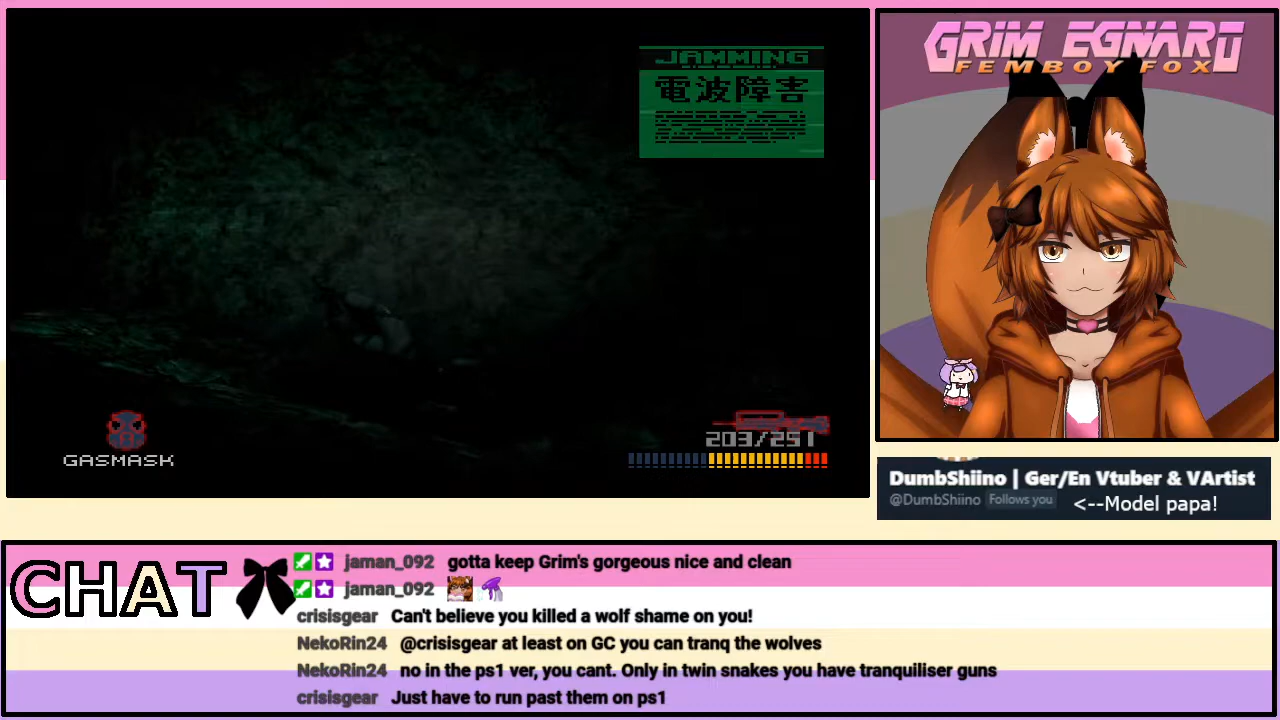 JAMMING
電波障害
GASMASK
203/251
GRIM EGNART
FEMBOY FOX
DumbShiino | Ger/En Vtuber & VArtist
@DumbShiino Follows you <--Model papa!
CHAT
jaman_092 gotta keep Grim's gorgeous nice and clean
jaman_092
crisisgear Can't believe you killed a wolf shame on you!
NekoRin24 @crisisgear at least on GC you can tranq the wolves
NekoRin24 no in the ps1 ver, you cant. Only in twin snakes you have tranquiliser guns
crisisgear Just have to run past them on ps1